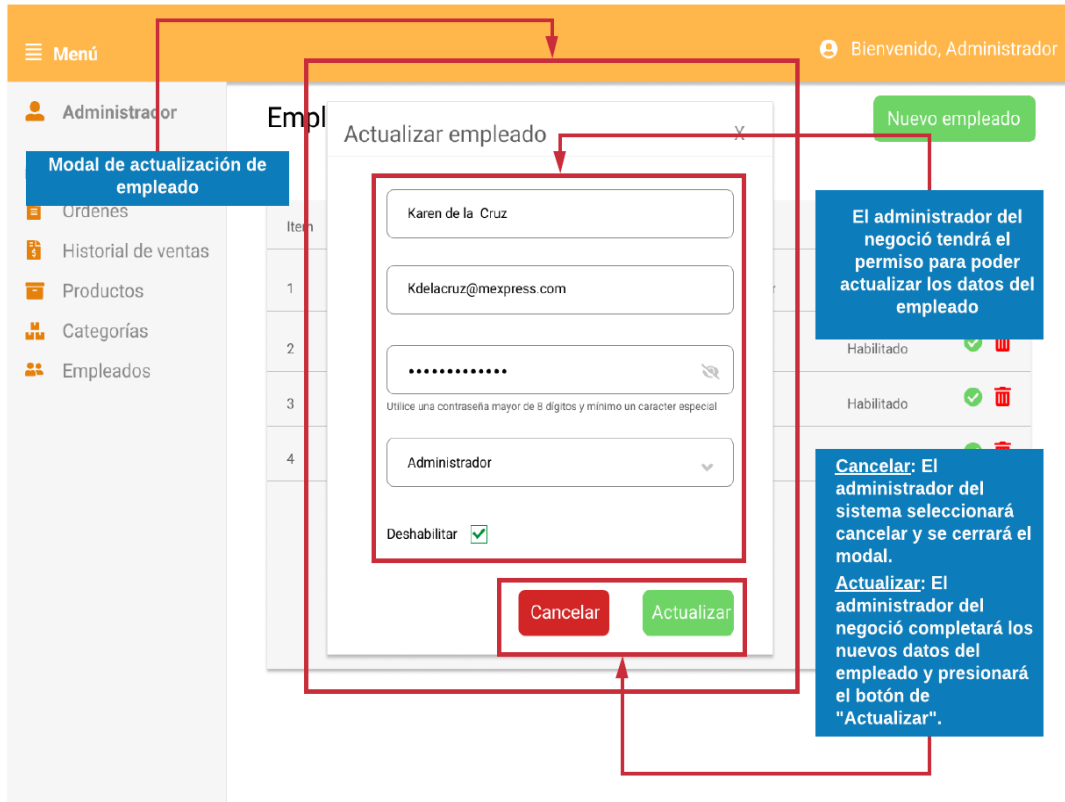 Menú
Bienvenido, Administrador
Administrador
Modal de actualización de
empleado
Ordenes
Historial de ventas
Productos
Categorías
Empleados
Empl
Nuevo empleado
Item
1
2
Habilitado
3
Habilitado
4
Actualizar empleado
X
Karen de la Cruz
Kdelacruz@mexpress.com
•••••••••••••
Utilice una contraseña mayor de 8 dígitos y mínimo un caracter especial
Administrador
Deshabilitar
Cancelar
Actualizar
El administrador del
negoció tendrá el
permiso para poder
actualizar los datos del
empleado
Cancelar: El
administrador del
sistema seleccionará
cancelar y se cerrará el
modal.
Actualizar: El
administrador del
negoció completará los
nuevos datos del
empleado y presionará
el botón de
"Actualizar".